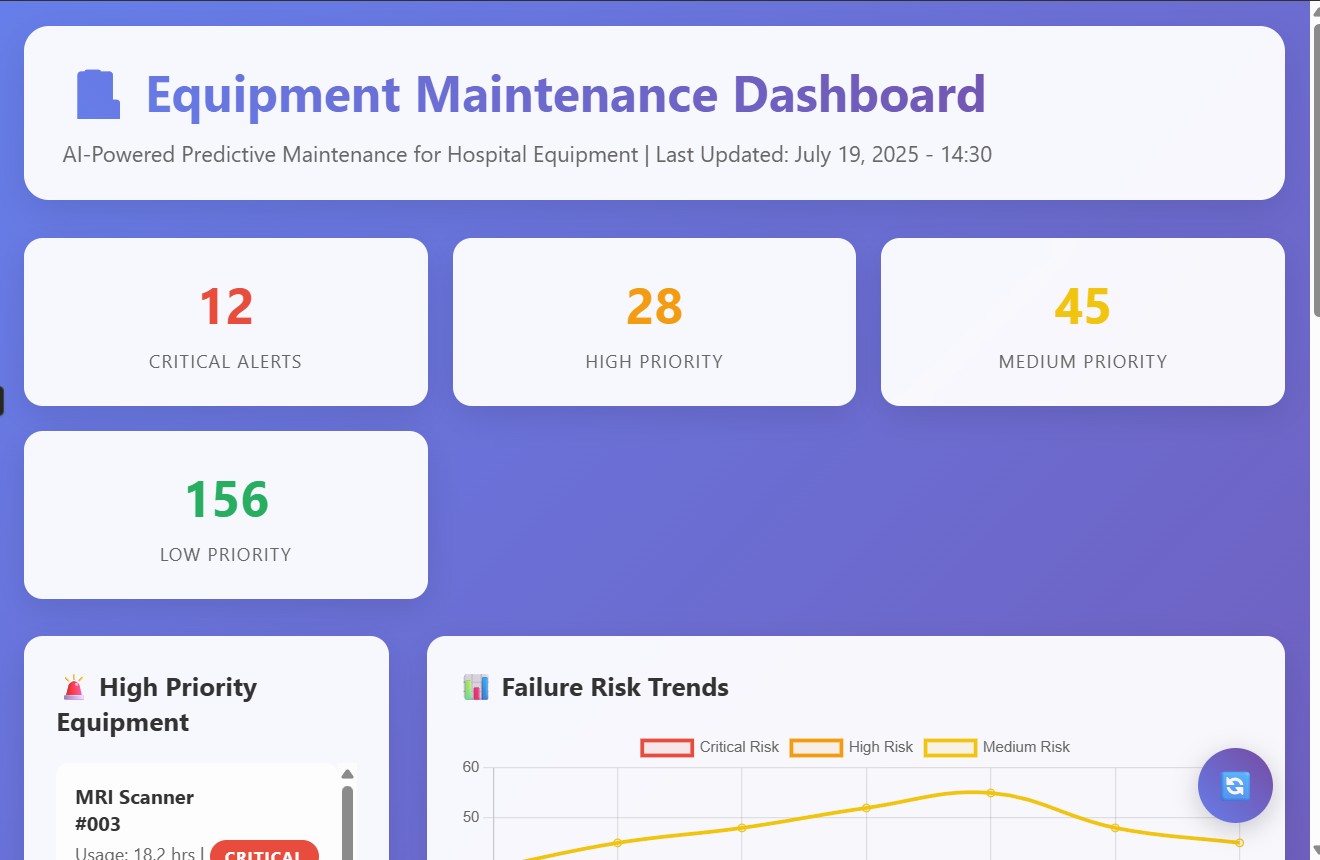 Equipment Maintenance Dashboard
AI-Powered Predictive Maintenance for Hospital Equipment | Last Updated: July 19, 2025 - 14:30
12
CRITICAL ALERTS
28
HIGH PRIORITY
45
MEDIUM PRIORITY
156
LOW PRIORITY
High Priority
Equipment
MRI Scanner
#003
Usage: 18.2 hrs |
CRITICAL
Failure Risk Trends
Critical Risk
High Risk
Medium Risk
60
50